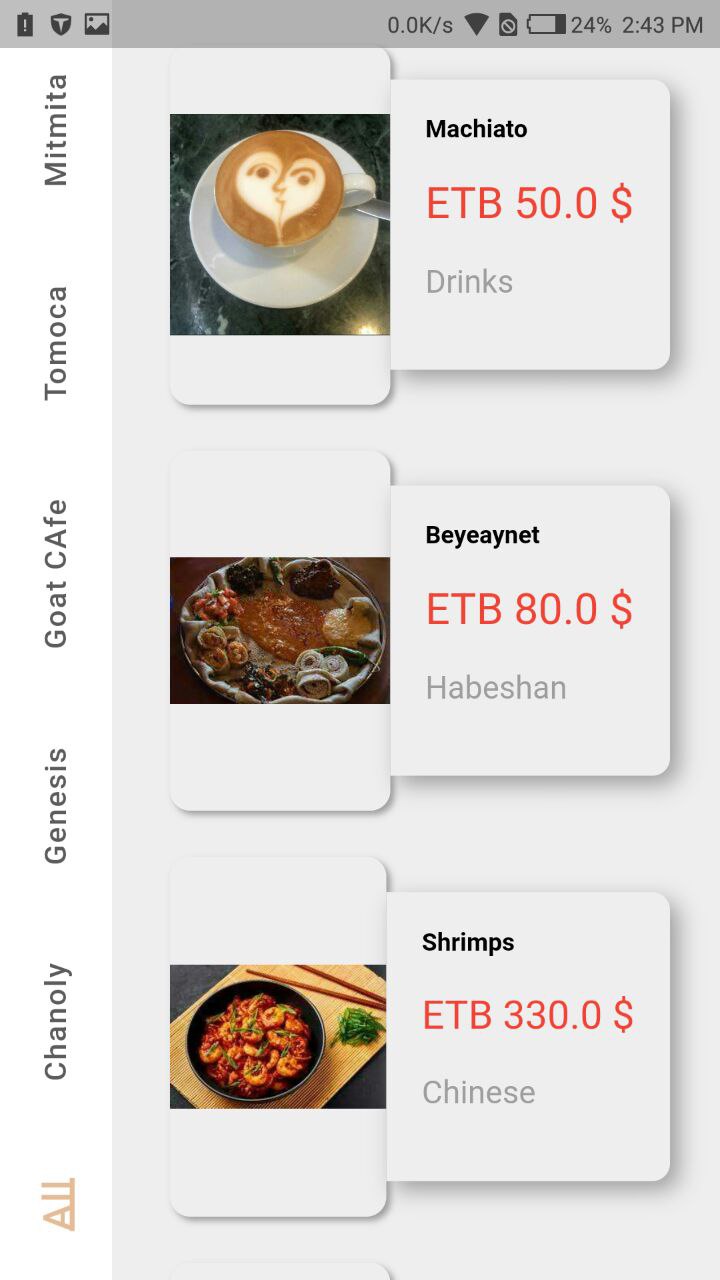 0.0K/s 24% 2:43 PM
Mitmita
Tomoca
Goat CAfe
Genesis
Chanoly
All
Machiato
ETB 50.0 $
Drinks
Beyeaynet
ETB 80.0 $
Habeshan
Shrimps
ETB 330.0 $
Chinese